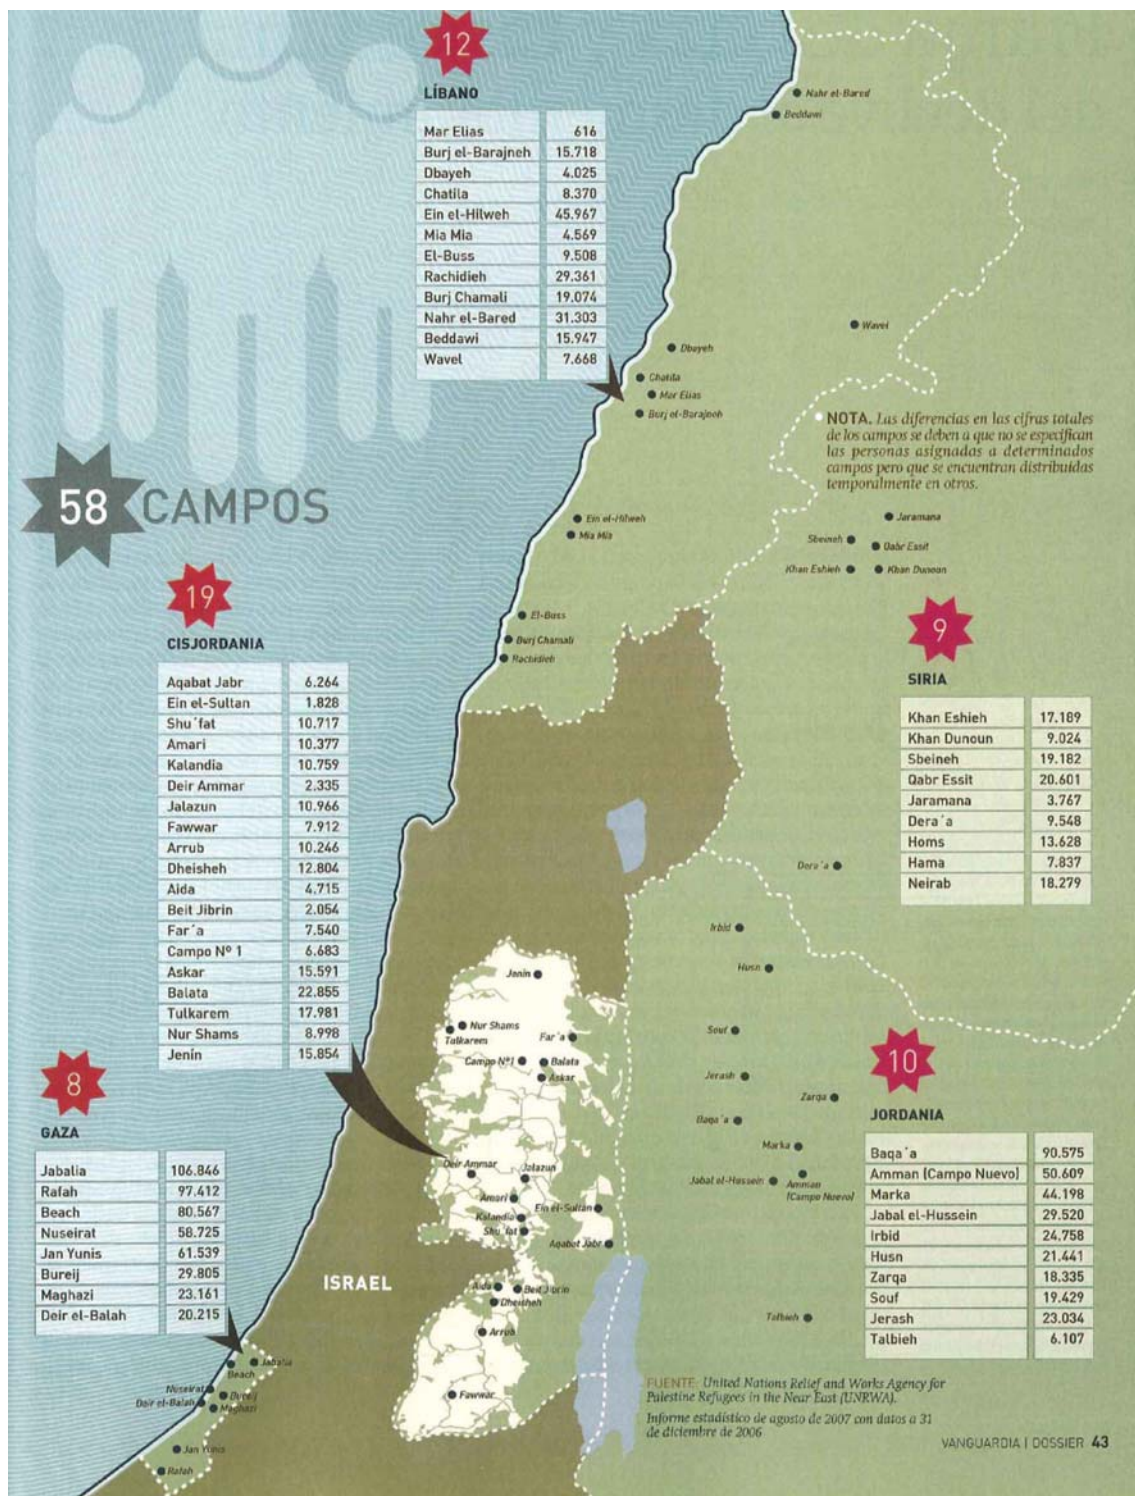 12
LÍBANO
Mar Elias 616
Burj el-Barajneh 15.718
Dbayeh 4.025
Chatila 8.370
Ein el-Hilweh 45.967
Mia Mia 4.569
El-Buss 9.508
Rachidieh 29.361
Burj Chamali 19.074
Nahr el-Bared 31.303
Beddawi 15.947
Wavel 7.668
Nahr el-Bared
Beddawi
Wavel
Dbayeh
Chatila
Mar Elias
Burj el-Barajneh
NOTA. Las diferencias en las cifras totales
de los campos se deben a que no se especifican
las personas asignadas a determinados
campos pero que se encuentran distribuidas
temporalmente en otros.
58 CAMPOS
Ein el-Hilweh
Mia Mia
Jaramana
Sbeineh
Qabr Essit
Khan Eshieh
Khan Dunoun
El-Buss
Burj Chamali
Rachidieh
19
CISJORDANIA
Aqabat Jabr 6.264
Ein el-Sultan 1.828
Shu´fat 10.717
Amari 10.377
Kalandia 10.759
Deir Ammar 2.335
Jalazun 10.966
Fawwar 7.912
Arrub 10.246
Dheisheh 12.804
Aida 4.715
Beit Jibrin 2.054
Far´a 7.540
Campo Nº 1 6.683
Askar 15.591
Balata 22.855
Tulkarem 17.981
Nur Shams 8.998
Jenín 15.854
9
SIRIA
Khan Eshieh 17.189
Khan Dunoun 9.024
Sbeineh 19.182
Qabr Essit 20.601
Jaramana 3.767
Dera´a 9.548
Homs 13.628
Hama 7.837
Neirab 18.279
Dera´a
Irbid
Husn
Souf
Jerash
Zarqa
Baqa´a
Marka
Jabal el-Hussein
Amman
(Campo Nuevo)
Talbieh
Jenín
Nur Shams
Tulkarem
Far´a
Campo Nº1
Balata
Askar
Deir Ammar
Jalazun
Amari
Ein el-Sultan
Kalandia
Shu´fat
Aqabat Jabr
Aida
Beit Jibrin
Dheisheh
Arrub
Fawwar
ISRAEL
8
GAZA
Jabalia 106.846
Rafah 97.412
Beach 80.567
Nuseirat 58.725
Jan Yunis 61.539
Bureij 29.805
Maghazi 23.161
Deir el-Balah 20.215
Jabalia
Beach
Nuseirat
Bureij
Deir el-Balah
Maghazi
Jan Yunis
Rafah
10
JORDANIA
Baqa´a 90.575
Amman (Campo Nuevo) 50.609
Marka 44.198
Jabal el-Hussein 29.520
Irbid 24.758
Husn 21.441
Zarqa 18.335
Souf 19.429
Jerash 23.034
Talbieh 6.107
FUENTE: United Nations Relief and Works Agency for
Palestine Refugees in the Near East (UNRWA).
Informe estadístico de agosto de 2007 con datos a 31
de diciembre de 2006
VANGUARDIA | DOSSIER 43